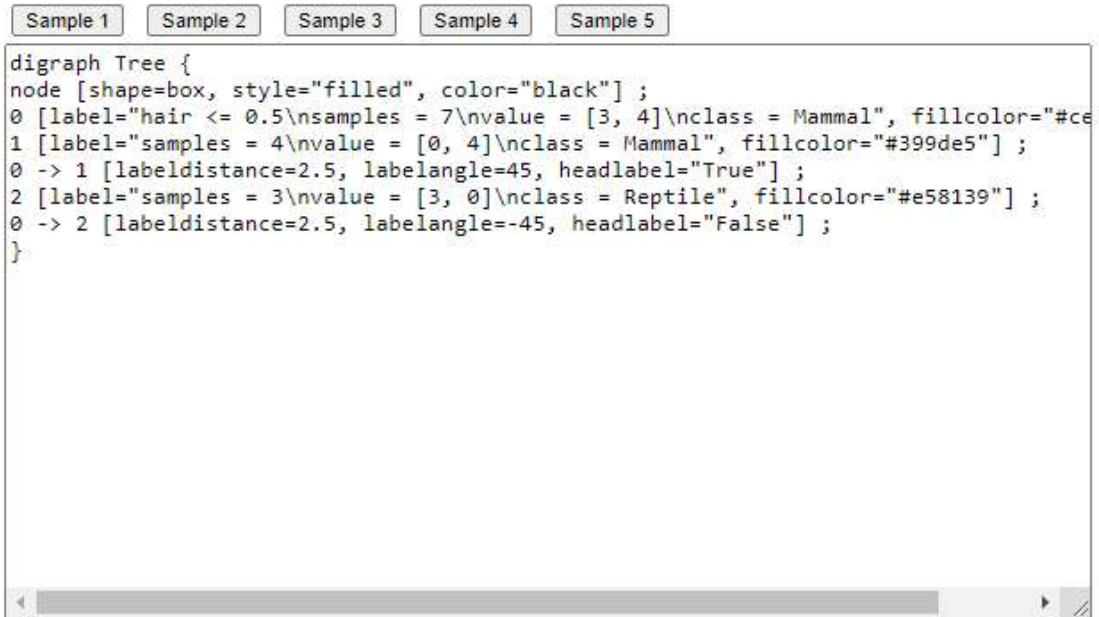 Sample 1 Sample 2 Sample 3 Sample 4 Sample 5
digraph Tree {
node [shape=box, style="filled", color="black"] ;
0 [label="hair <= 0.5\nsamples = 7\nvalue = [3, 4]\nclass = Mammal", fillcolor="#ce
1 [label="samples = 4\nvalue = [0, 4]\nclass = Mammal", fillcolor="#399de5"] ;
0 -> 1 [labeldistance=2.5, labelangle=45, headlabel="True"] ;
2 [label="samples = 3\nvalue = [3, 0]\nclass = Reptile", fillcolor="#e58139"] ;
0 -> 2 [labeldistance=2.5, labelangle=-45, headlabel="False"] ;
}